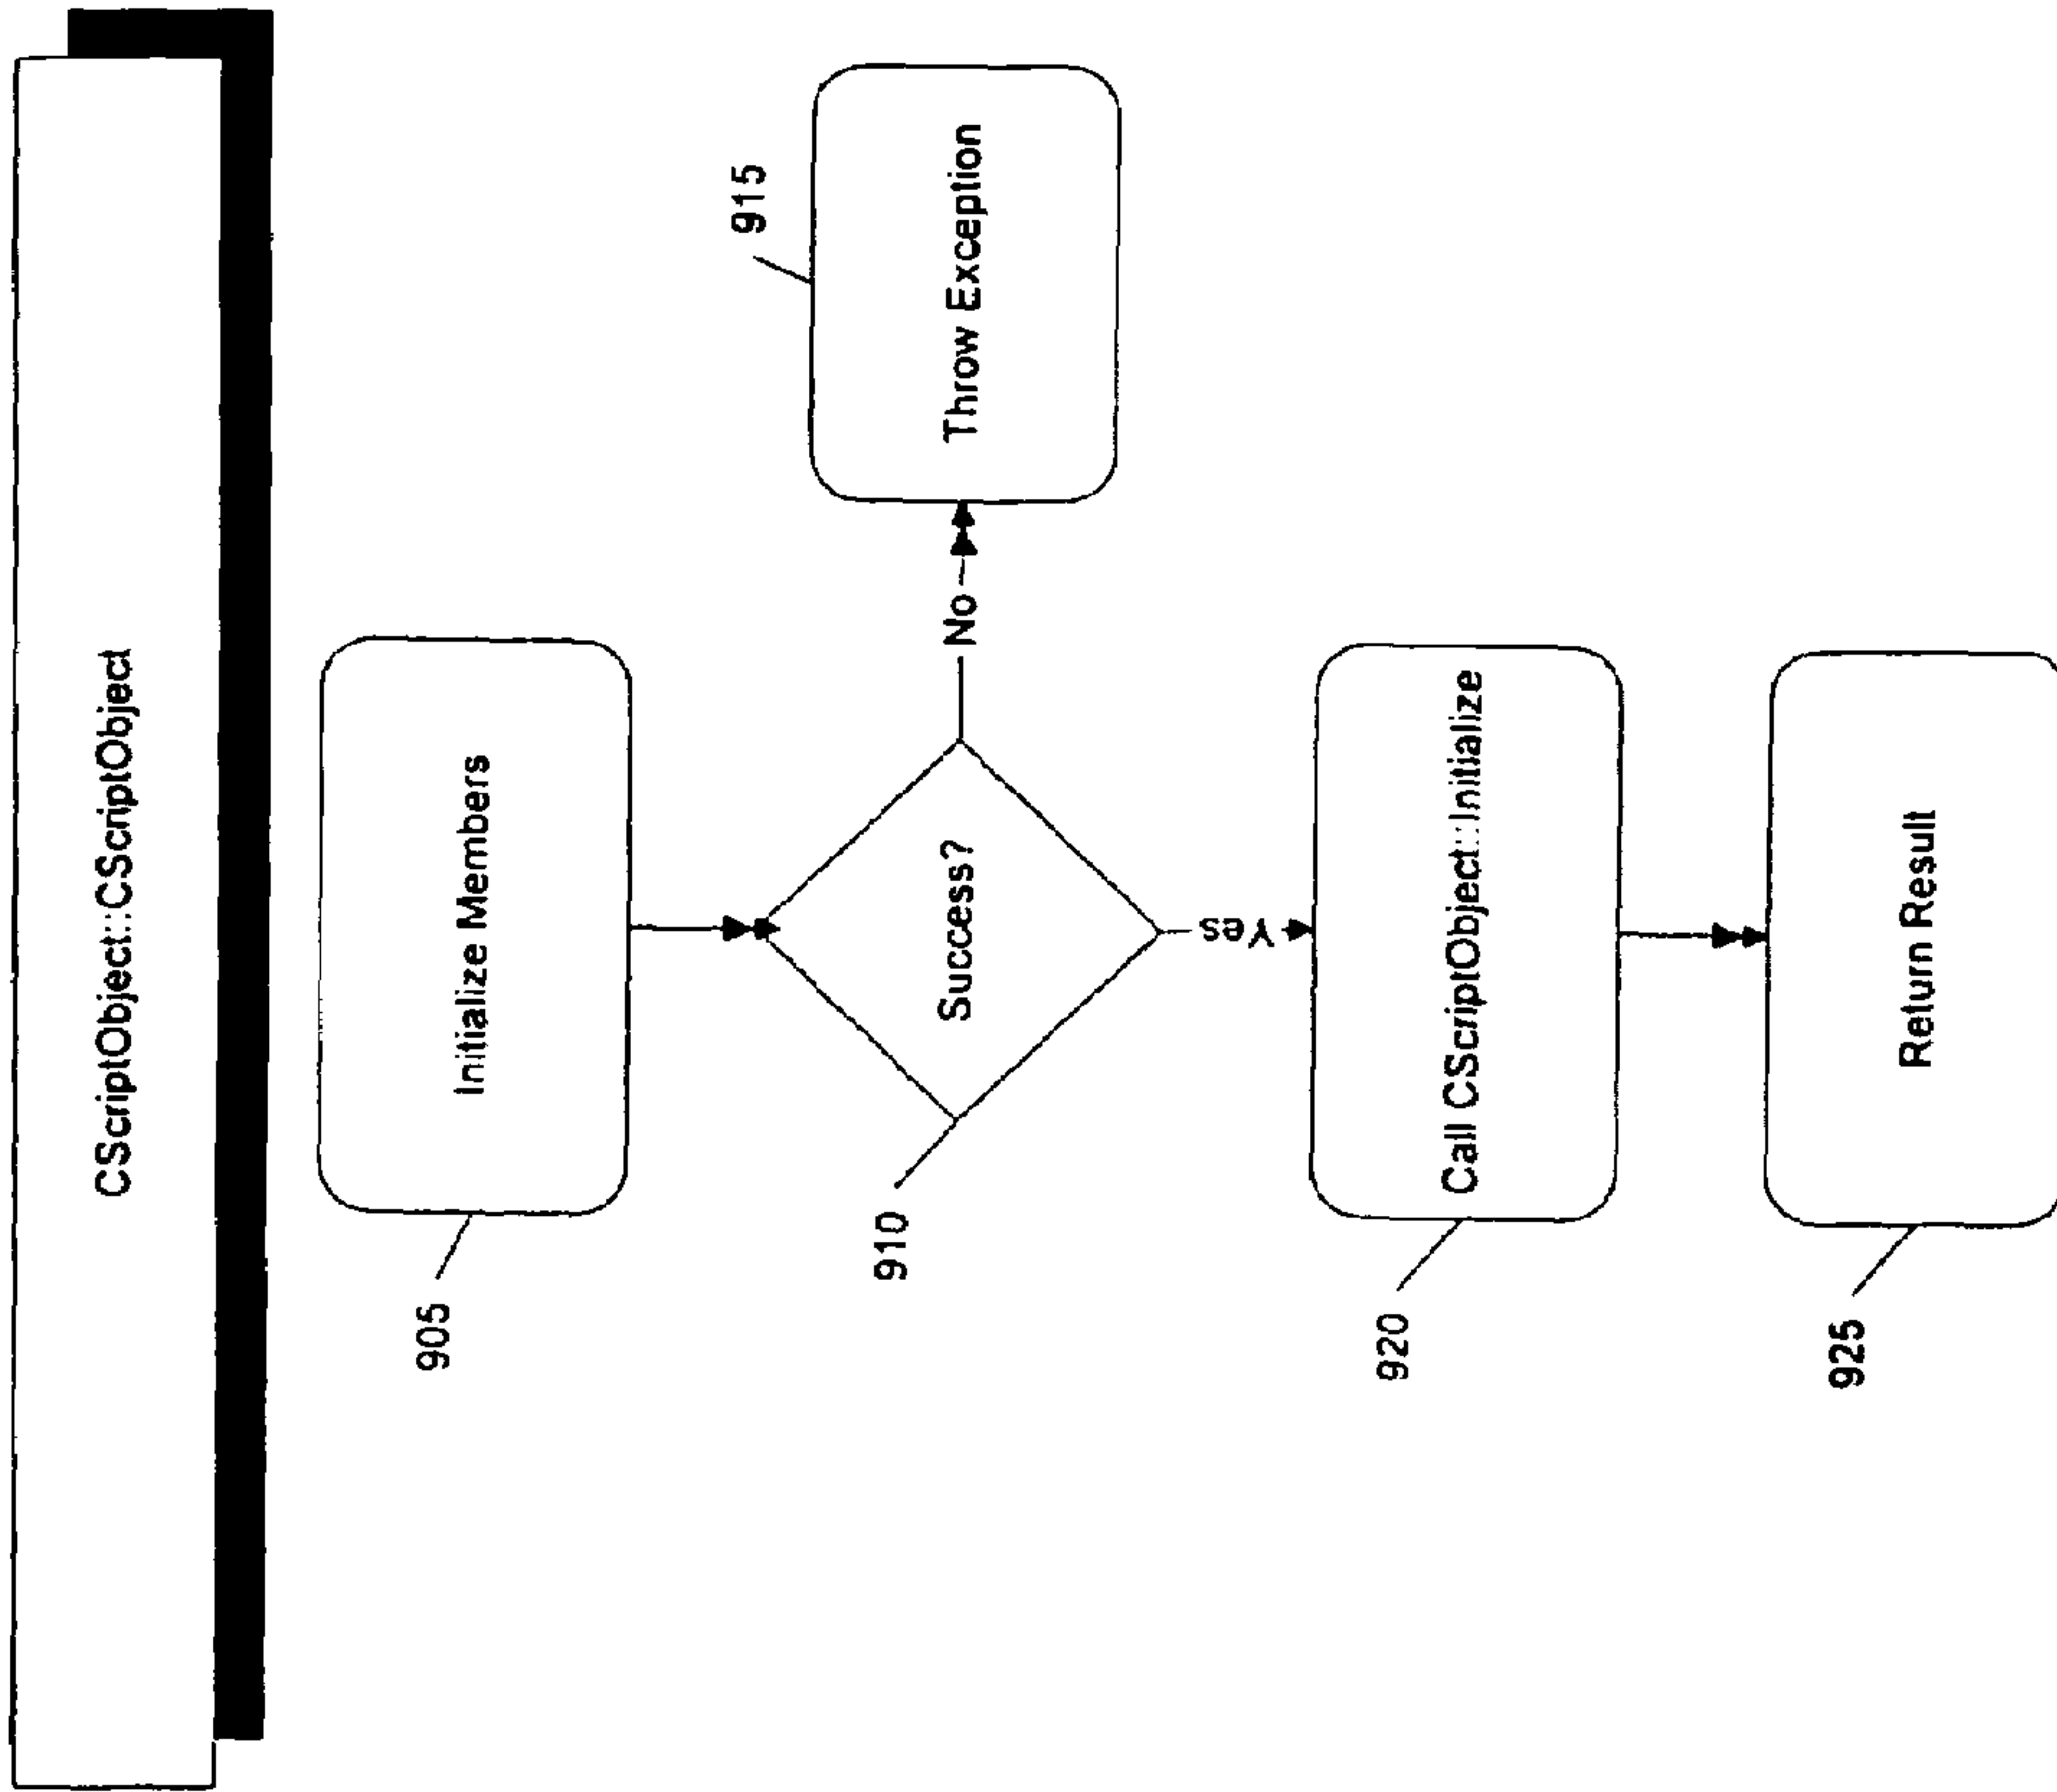 CScriptObject::CScriptObject
905
Initialize Members
910
Success?
No
915
Throw Exception
Yes
920
Call CScriptObject::Initialize
925
Return Result